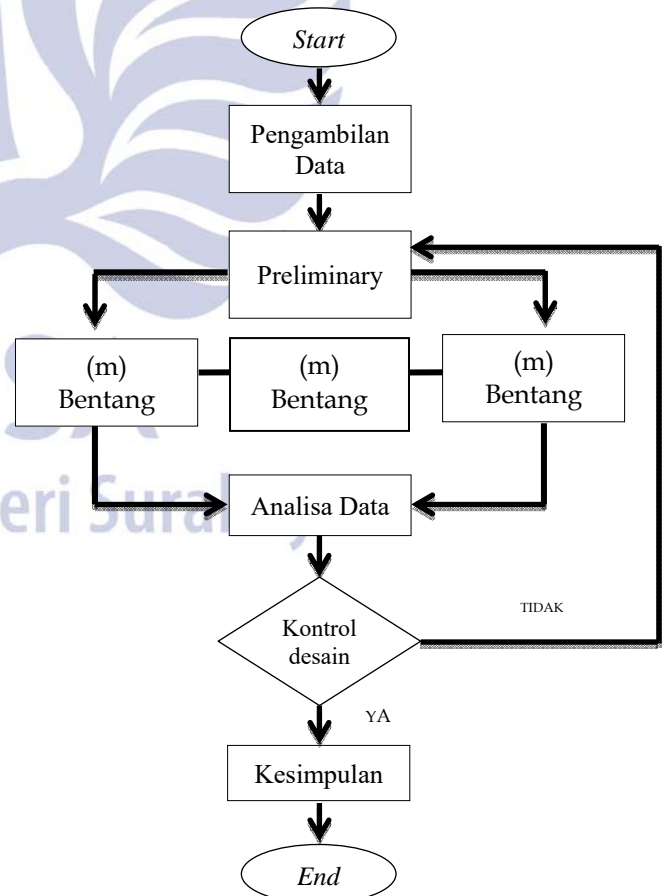 Start
Pengambilan
Data
Preliminary
(m)
Bentang
(m)
Bentang
(m)
Bentang
Analisa Data
Kontrol
desain
TIDAK
YA
Kesimpulan
End